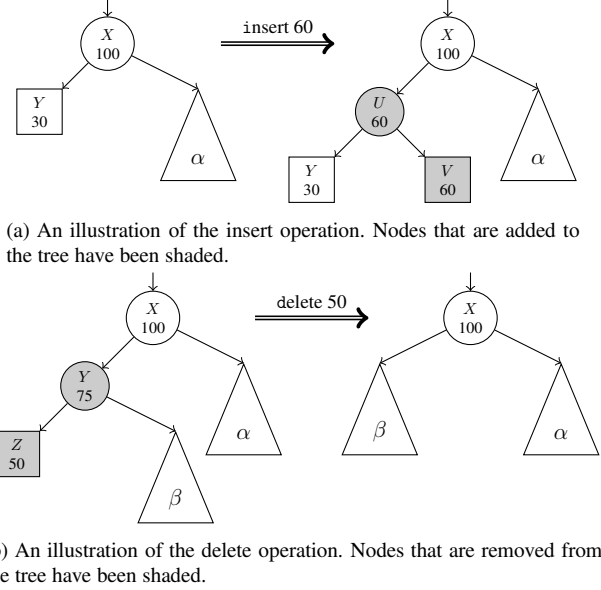 X
100
insert 60
X
100
Y
30
α
U
60
α
Y
30
V
60
(a) An illustration of the insert operation. Nodes that are added to
the tree have been shaded.
X
100
delete 50
X
100
Y
75
Z
50
α
β
β
α
) An illustration of the delete operation. Nodes that are removed from
e tree have been shaded.